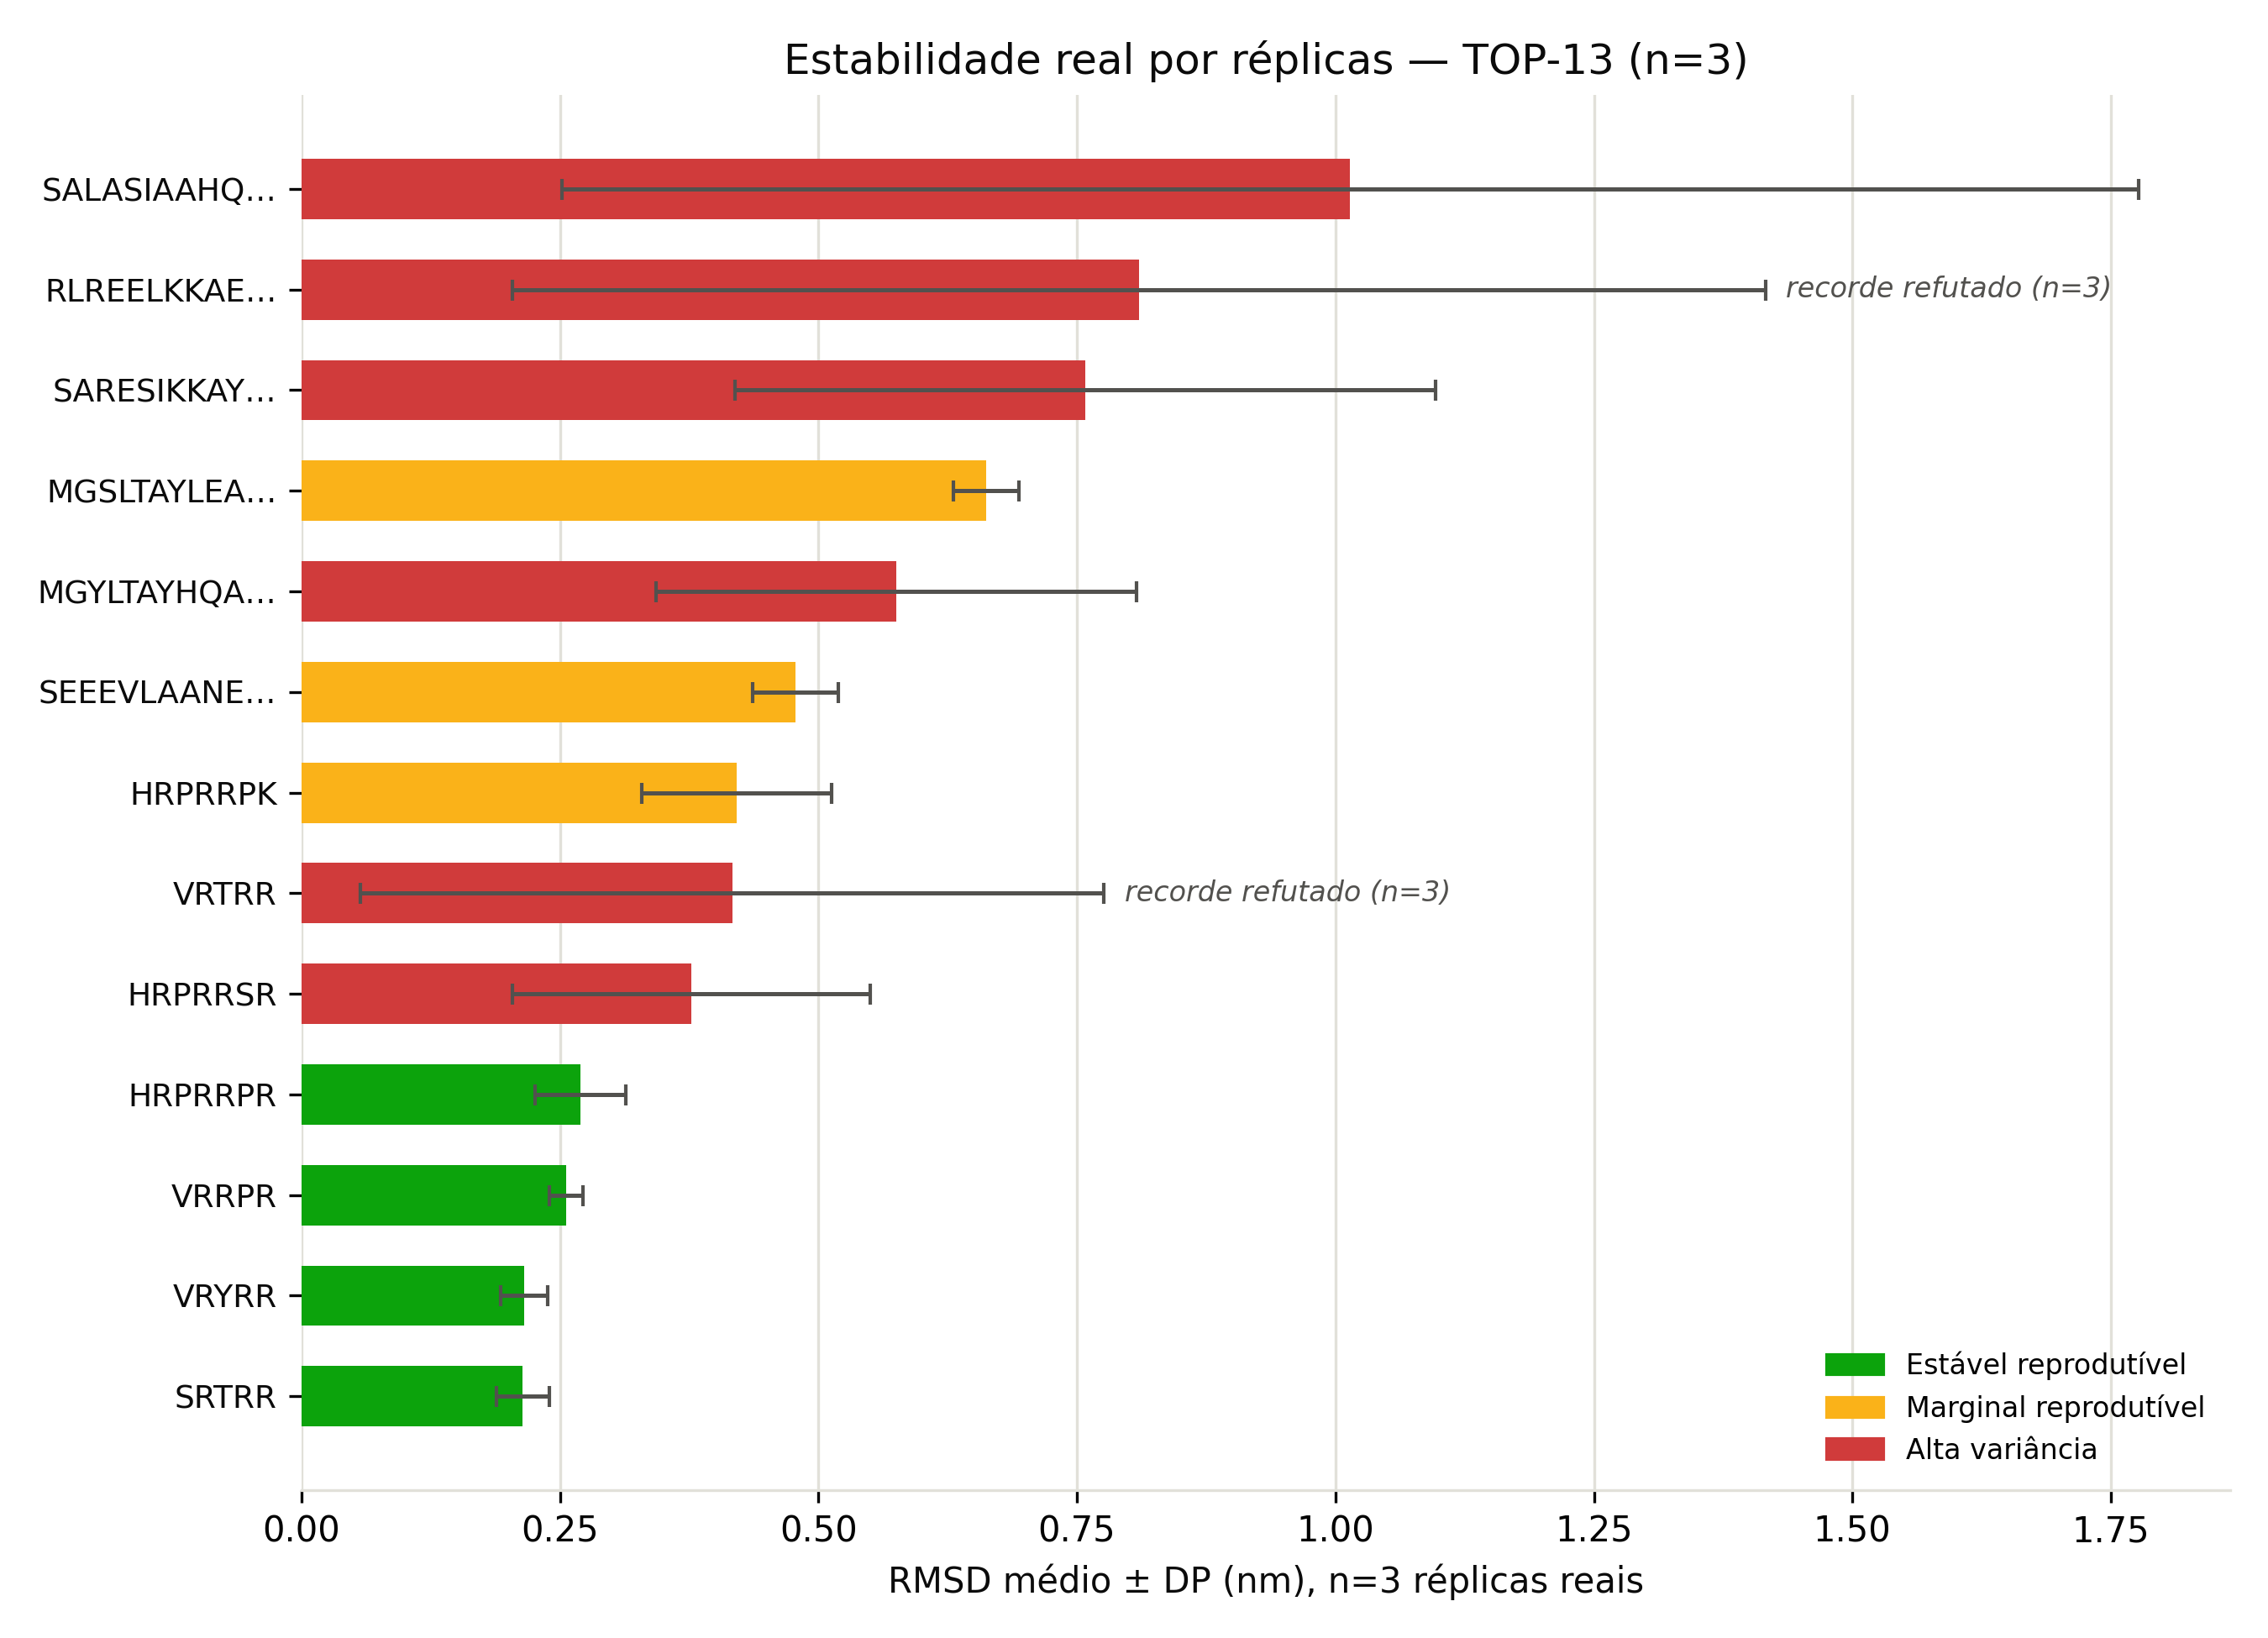 Estabilidade real por réplicas — TOP-13 (n=3)
SALASIAAHQ…
RLREELKKAE…
recorde refutado (n=3)
SARESIKKAY…
MGSLTAYLEA…
MGYLTAYHQA…
SEEEVLAANE…
HRPRRPK
VRTRR
recorde refutado (n=3)
HRPRRSR
HRPRRPR
VRRPR
VRYRR
SRTRR
Estável reprodutível
Marginal reprodutível
Alta variância
0.00 0.25 0.50 0.75 1.00 1.25 1.50 1.75
RMSD médio ± DP (nm), n=3 réplicas reais